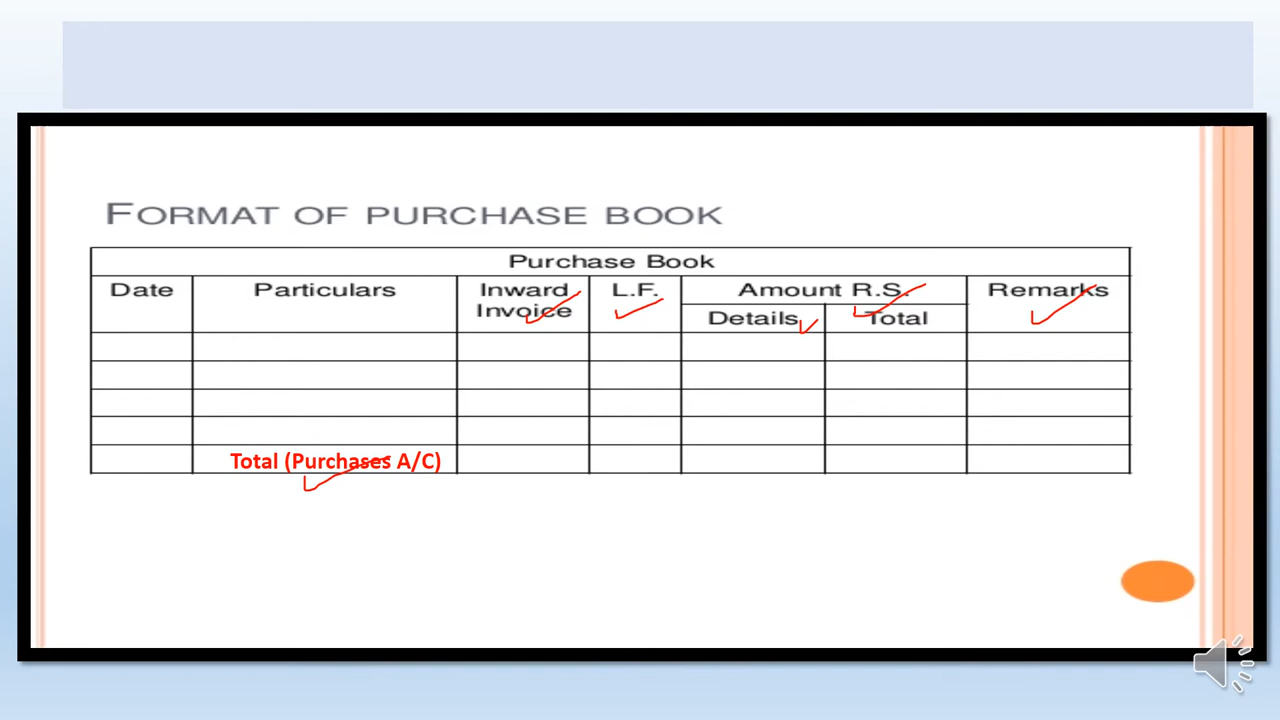 FORMAT OF PURCHASE BOOK
Purchase Book
Date Particulars Inward Invoice L.F. Amount R.S. Remarks
Details Total
Total (Purchases A/C)